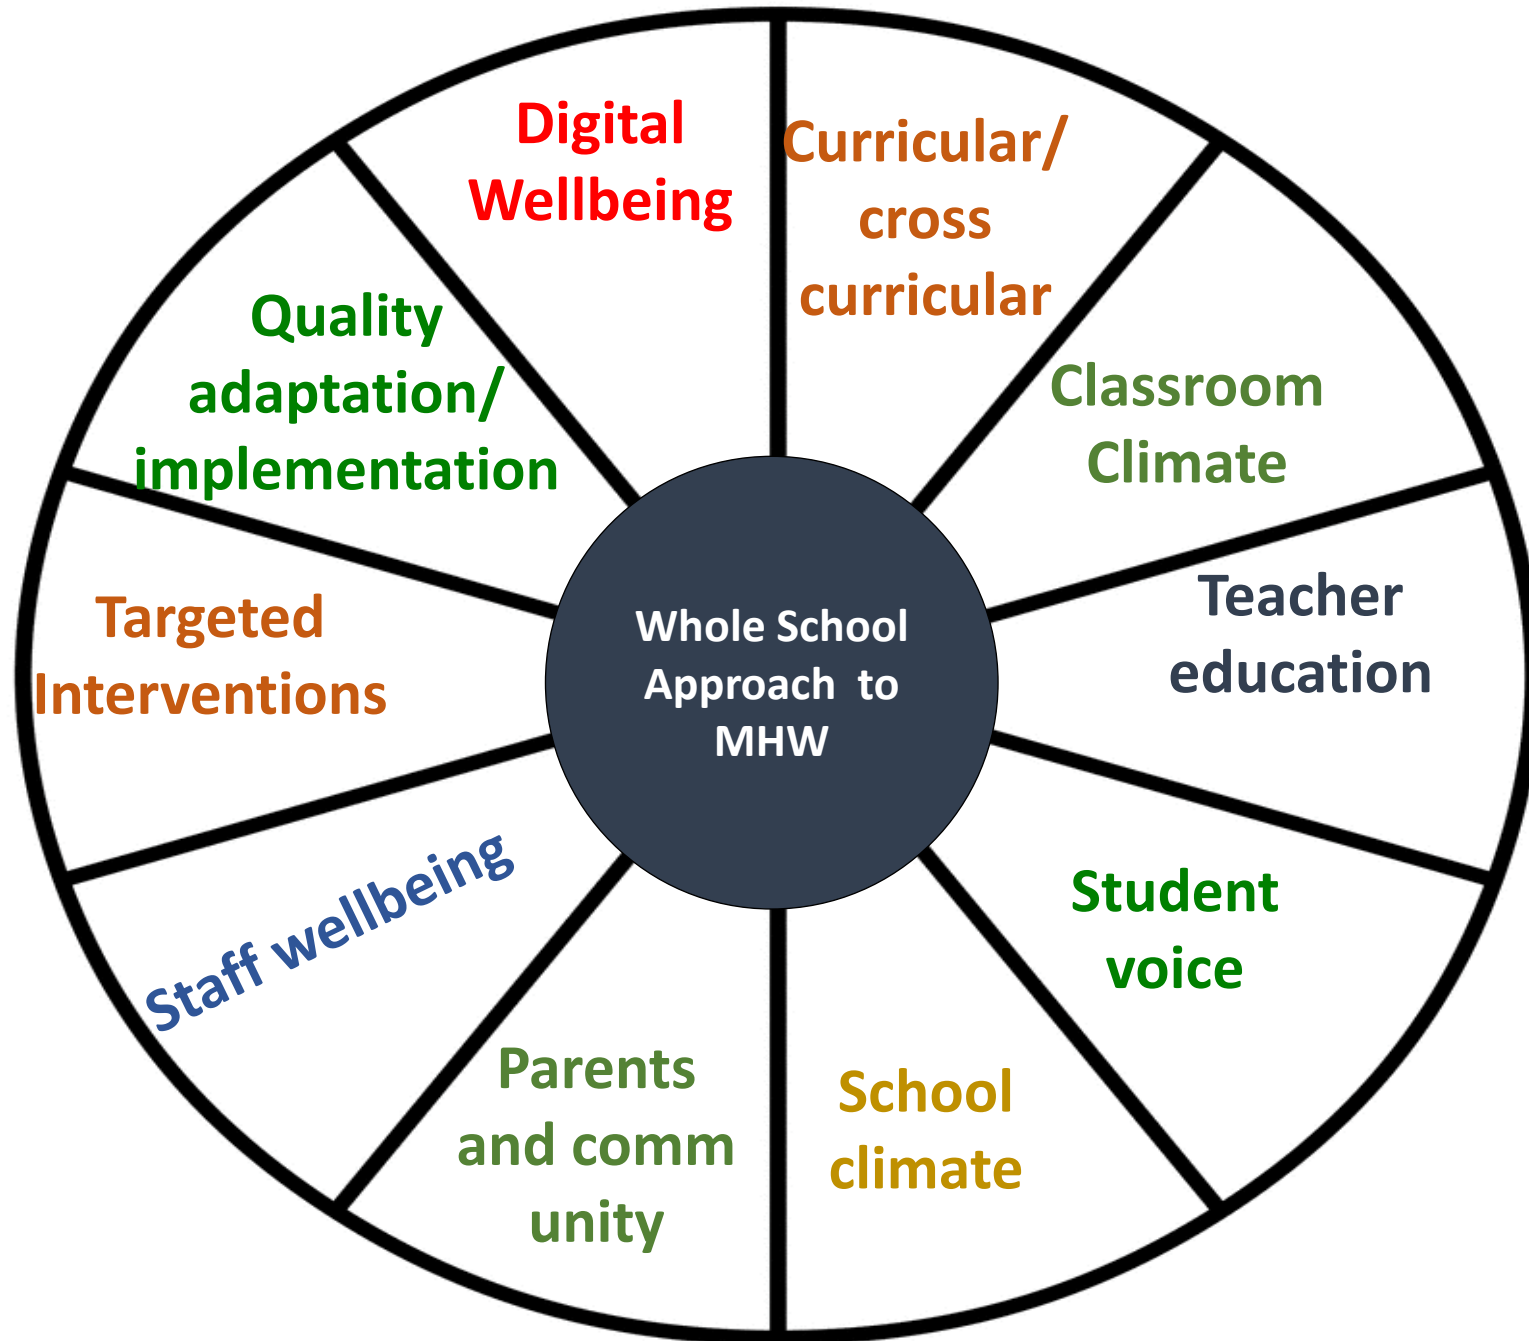 Digital
Wellbeing
Curricular/
cross
curricular
Classroom
Climate
Teacher
education
Student
voice
School
climate
Parents
and comm
unity
Staff wellbeing
Targeted
Interventions
Quality
adaptation/
implementation
Whole School
Approach to
MHW